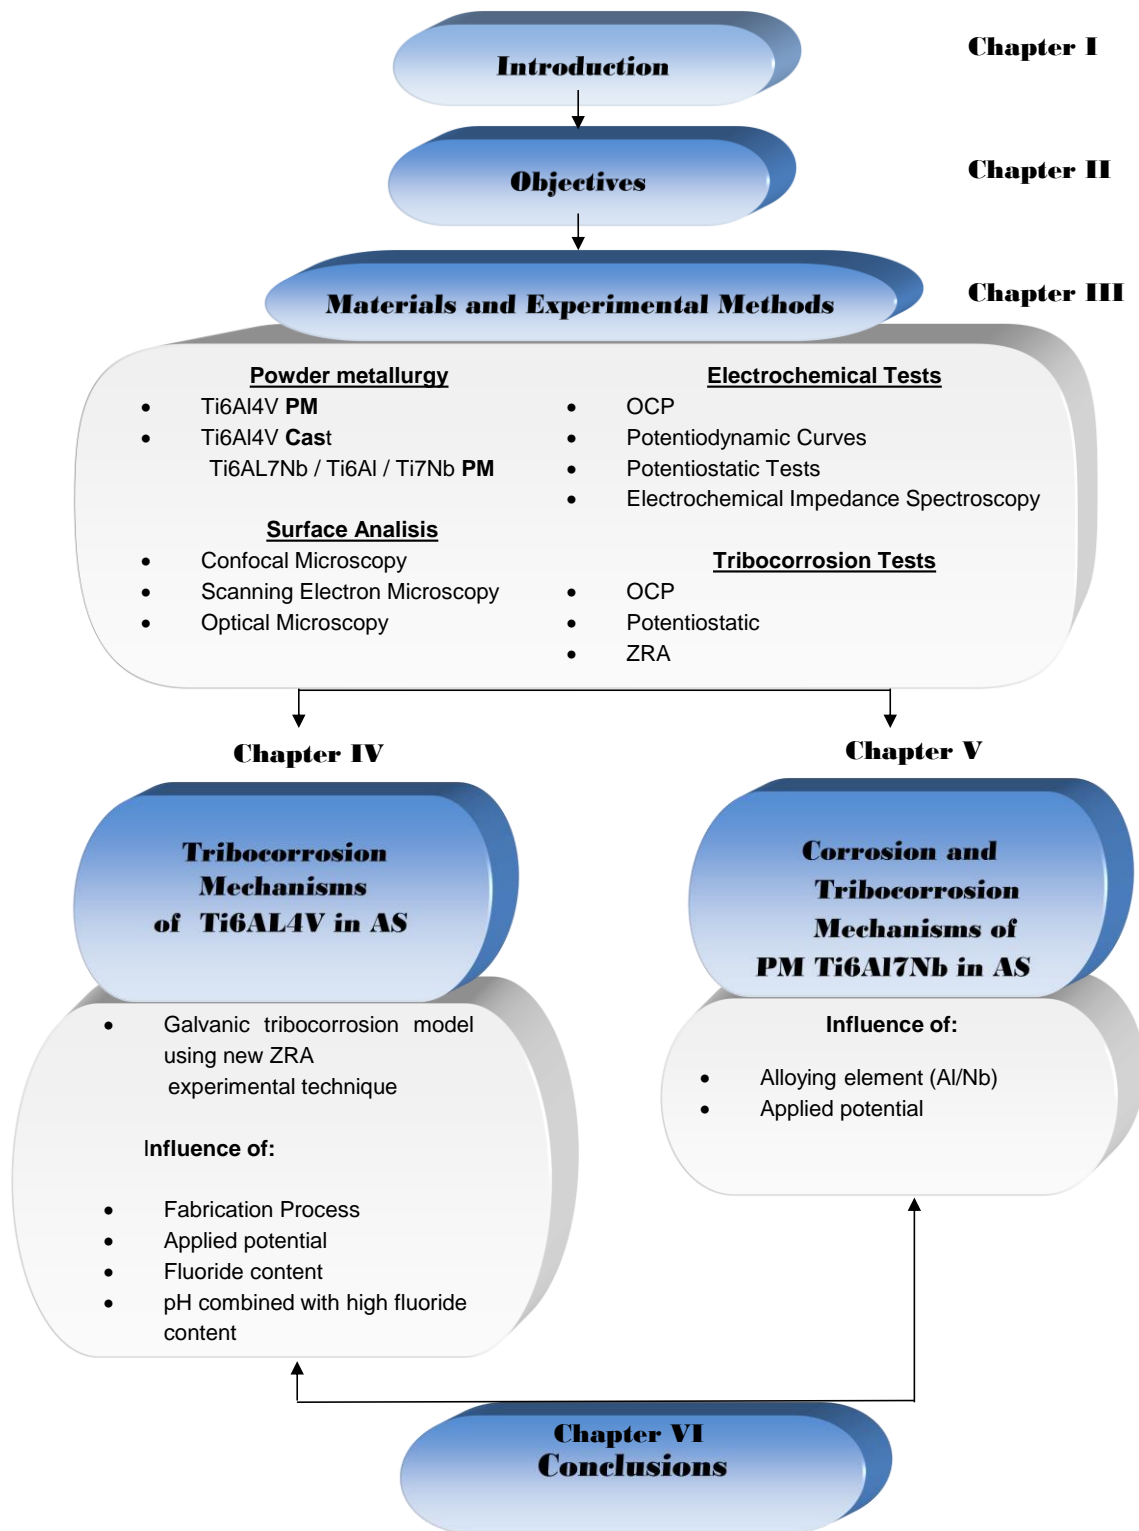 Introduction
Chapter I
Objectives
Chapter II
Materials and Experimental Methods
Chapter III
Powder metallurgy
• Ti6Al4V PM
• Ti6Al4V Cast
Ti6AL7Nb / Ti6Al / Ti7Nb PM
Surface Analisis
• Confocal Microscopy
• Scanning Electron Microscopy
• Optical Microscopy
Electrochemical Tests
• OCP
• Potentiodynamic Curves
• Potentiostatic Tests
• Electrochemical Impedance Spectroscopy
Tribocorrosion Tests
• OCP
• Potentiostatic
• ZRA
Chapter IV
Tribocorrosion
Mechanisms
of Ti6AL4V in AS
• Galvanic tribocorrosion model
using new ZRA
experimental technique
Influence of:
• Fabrication Process
• Applied potential
• Fluoride content
• pH combined with high fluoride
content
Chapter V
Corrosion and
Tribocorrosion
Mechanisms of
PM Ti6Al7Nb in AS
Influence of:
• Alloying element (Al/Nb)
• Applied potential
Chapter VI
Conclusions